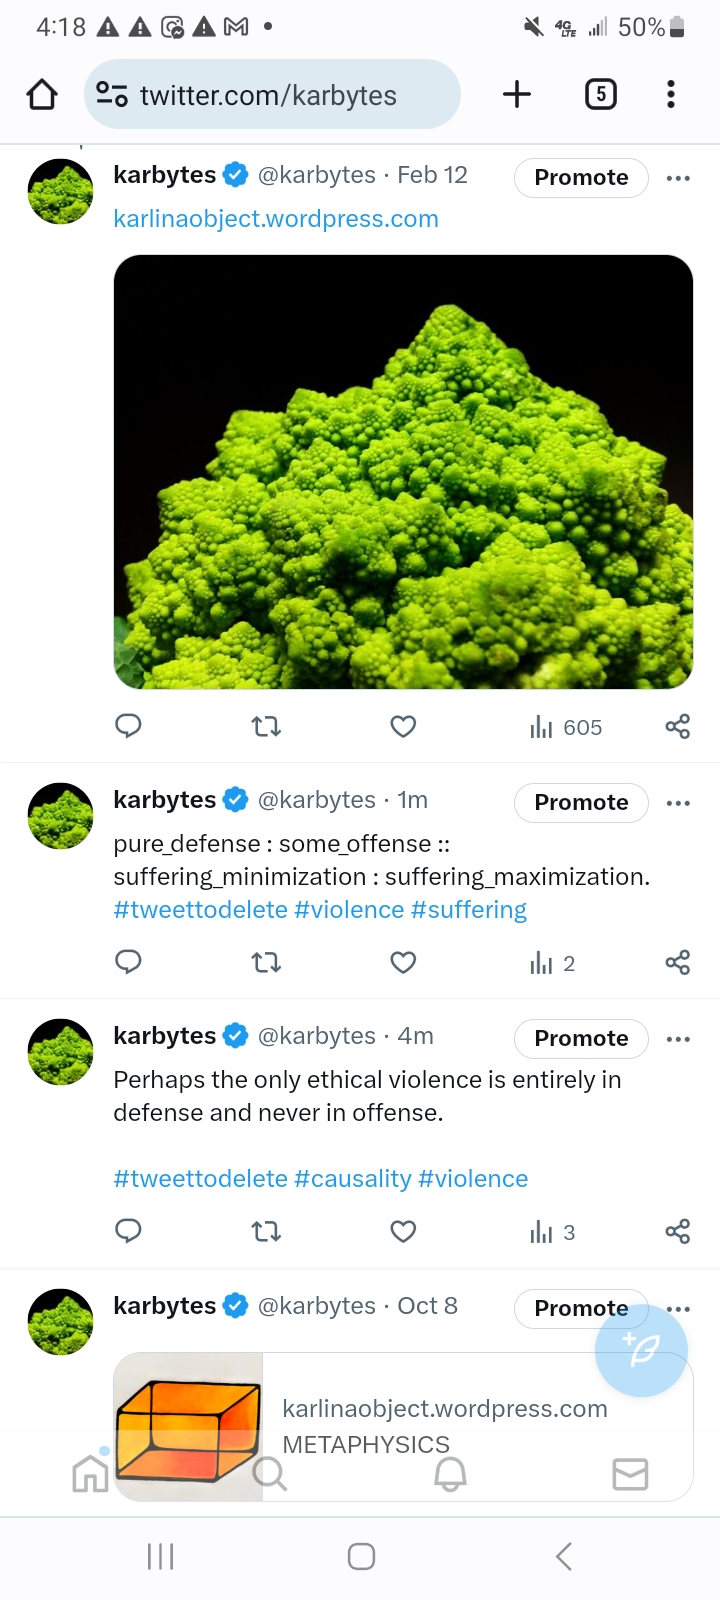 4:18 50%
twitter.com/karbytes 5
karbytes @karbytes · Feb 12 Promote
karlinaobject.wordpress.com
605
karbytes @karbytes · 1m Promote
pure_defense : some_offense ::
suffering_minimization : suffering_maximization.
#tweettodelete #violence #suffering
2
karbytes @karbytes · 4m Promote
Perhaps the only ethical violence is entirely in
defense and never in offense.
#tweettodelete #causality #violence
3
karbytes @karbytes · Oct 8 Promote
karlinaobject.wordpress.com
METAPHYSICS